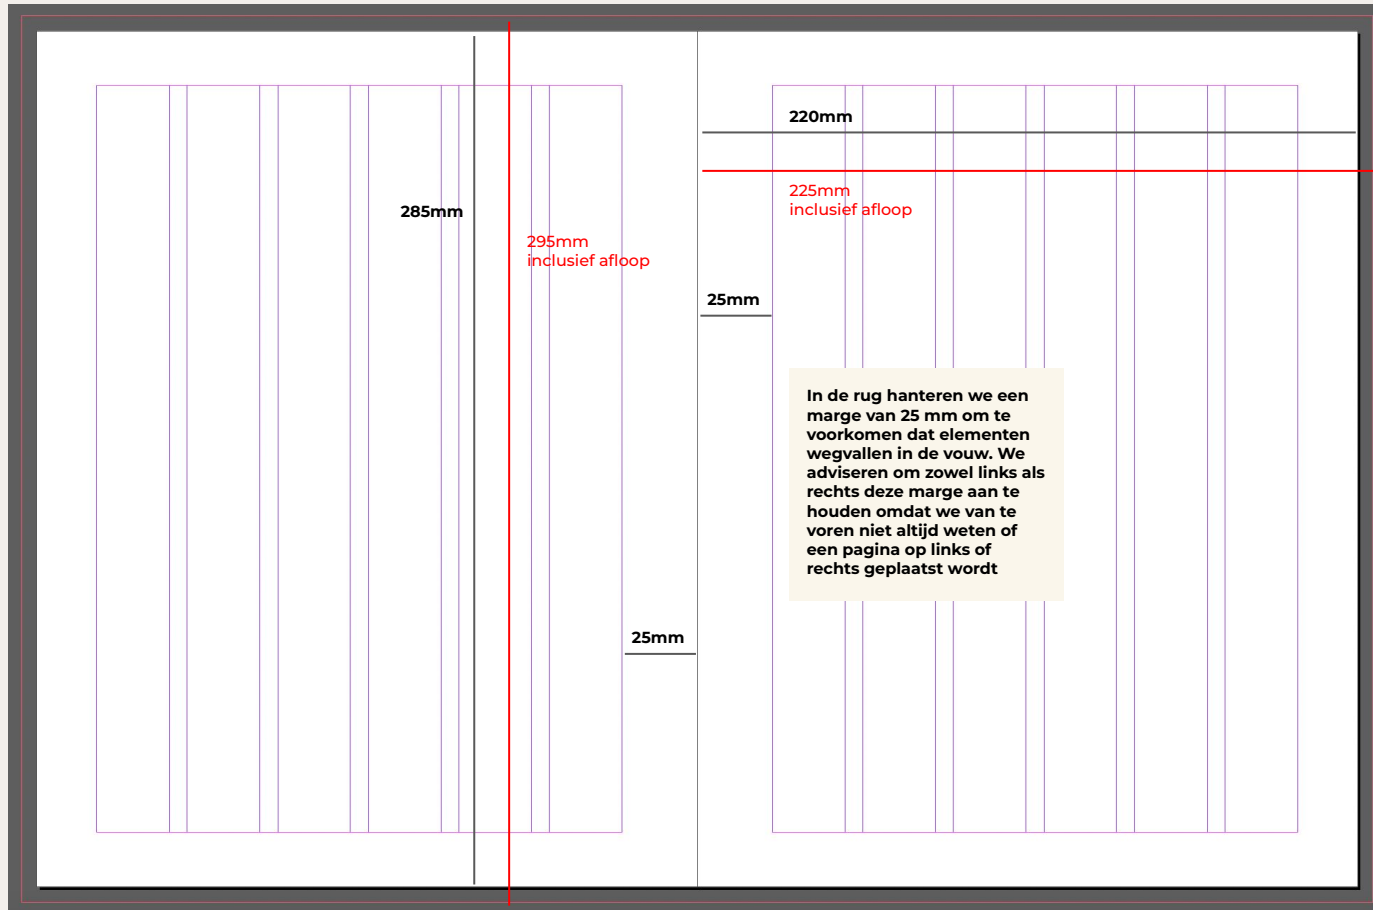 220mm
225mm
inclusief afloop
285mm
295mm
inclusief afloop
25mm
In de rug hanteren we een
marge van 25 mm om te
voorkomen dat elementen
wegvallen in de vouw. We
adviseren om zowel links als
rechts deze marge aan te
houden omdat we van te
voren niet altijd weten of
een pagina op links of
rechts geplaatst wordt
25mm